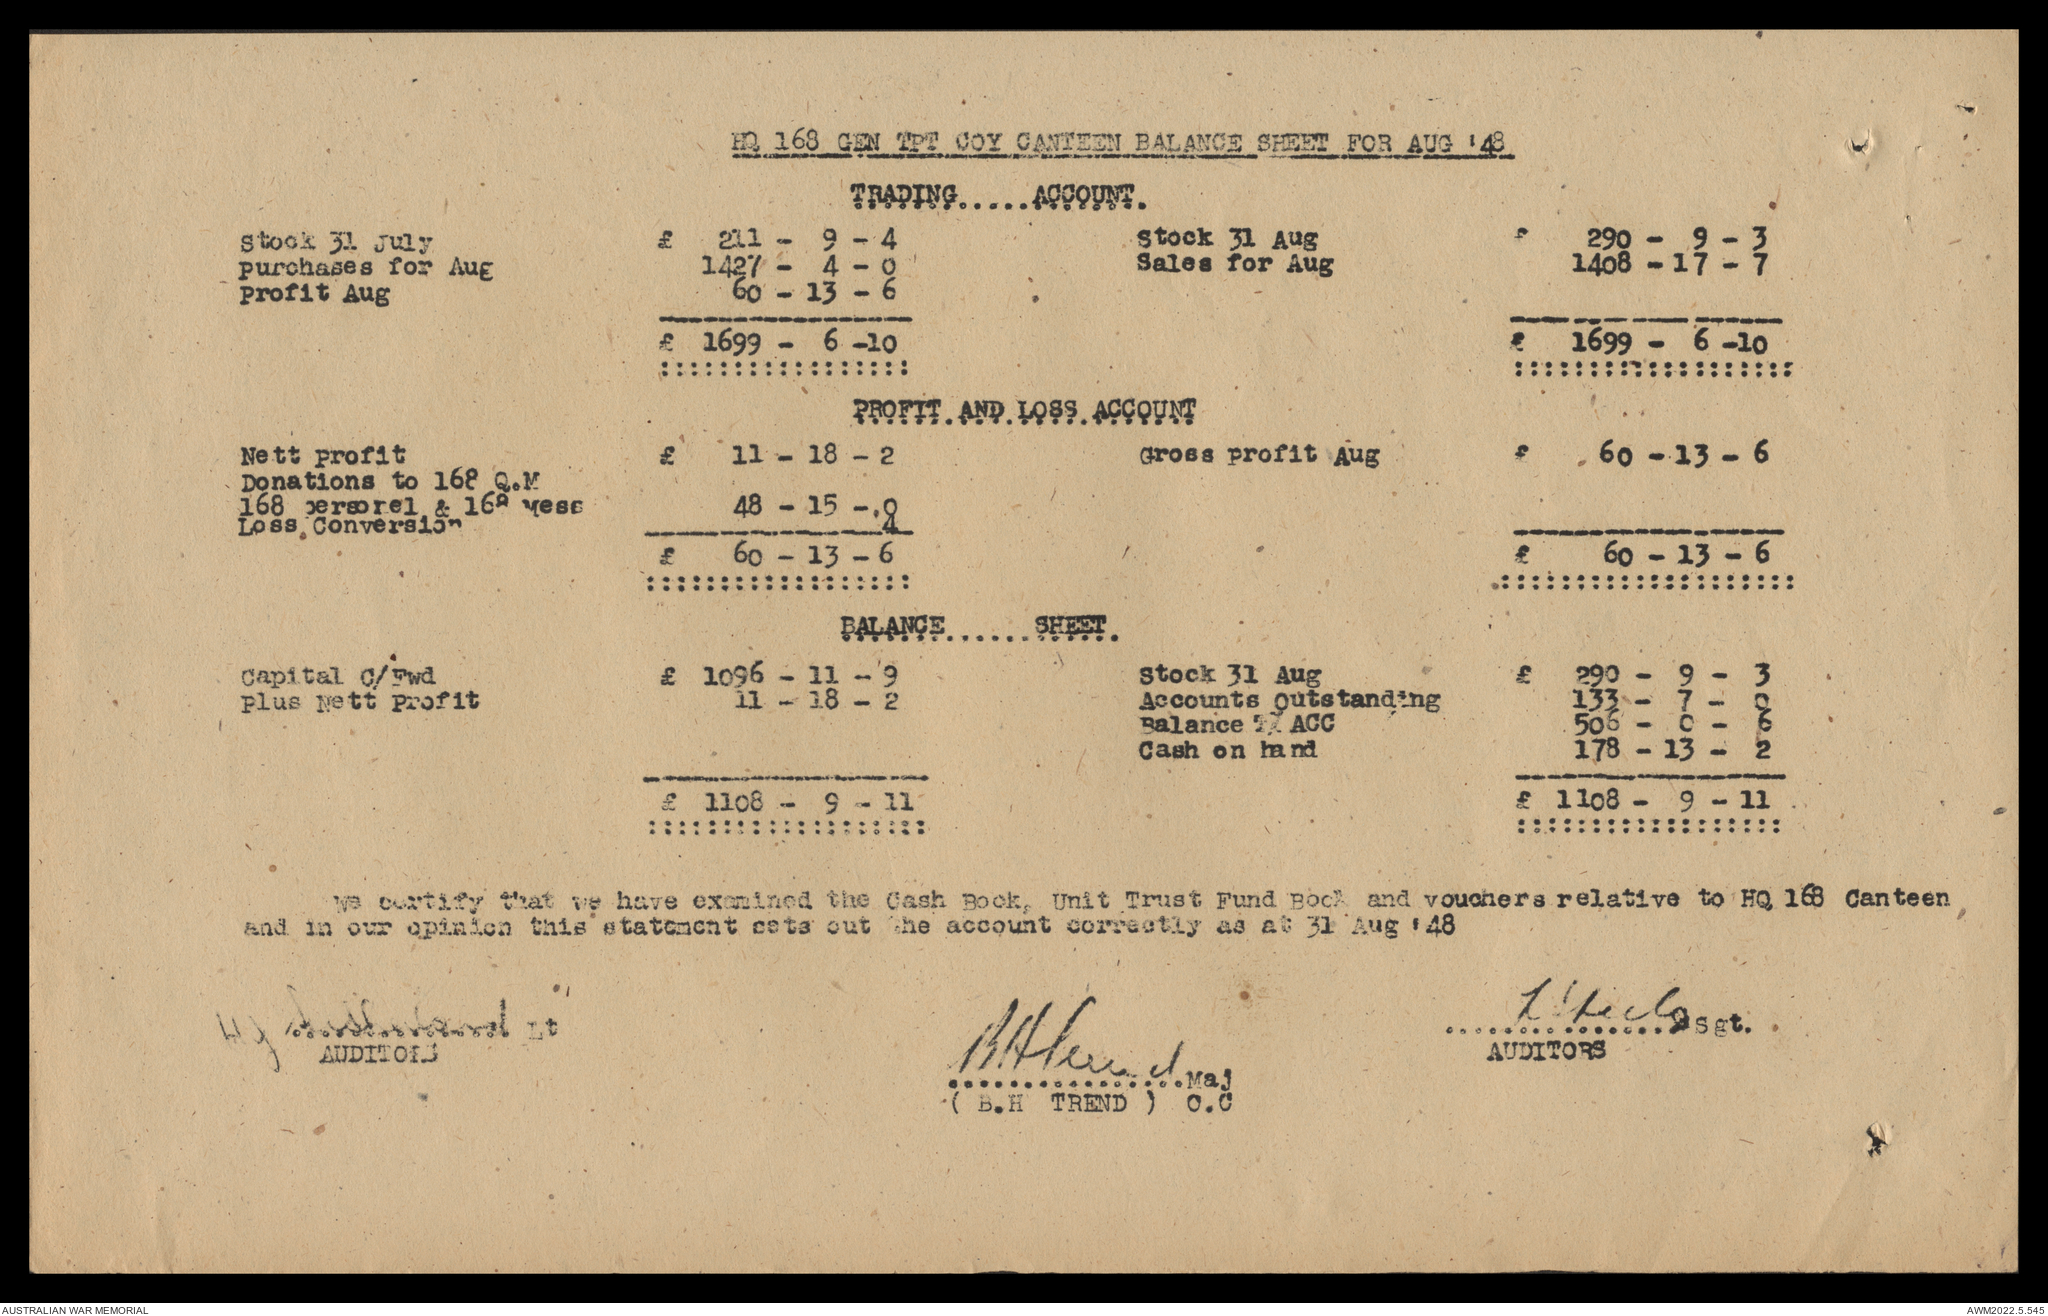 HQ 168 GEN TPT COY CANTEEN BALANCE SHEET FOR AUG '48
TRADING.....ACCOUNT.
Stock 31 July £ 211 - 9 - 4 Stock 31 Aug £ 290 - 9 - 3
purchases for Aug 1427 - 4 - 0 Sales for Aug 1408 - 17 - 7
Profit Aug 60 - 13 - 6
£ 1699 - 6 -10 £ 1699 - 6 -10
PROFIT AND LOSS ACCOUNT
Nett profit £ 11 - 18 - 2 Gross profit Aug £ 60 - 13 - 6
Donations to 168 Q.M
168 personel & 168 Mess 48 - 15 - 0
Loss Conversion 4
£ 60 - 13 - 6 £ 60 - 13 - 6
BALANCE......SHEET.
Capital C/Fwd £ 1096 - 11 - 9 Stock 31 Aug £ 290 - 9 - 3
plus Nett Profit 11 - 18 - 2 Accounts Outstanding 133 - 7 - 0
Balance ACC 506 - 0 - 6
Cash on hand 178 - 13 - 2
£ 1108 - 9 - 11 £ 1108 - 9 - 11
We certify that we have examined the Cash Book, Unit Trust Fund Book and vouchers relative to HQ 168 Canteen
and in our opinion this statement sets out the account correctly as at 31 Aug '48
Lt
AUDITORS
Sgt.
AUDITORS
BHTrend Maj
( B.H TREND ) O.C
AUSTRALIAN WAR MEMORIAL AWM2022.5.545